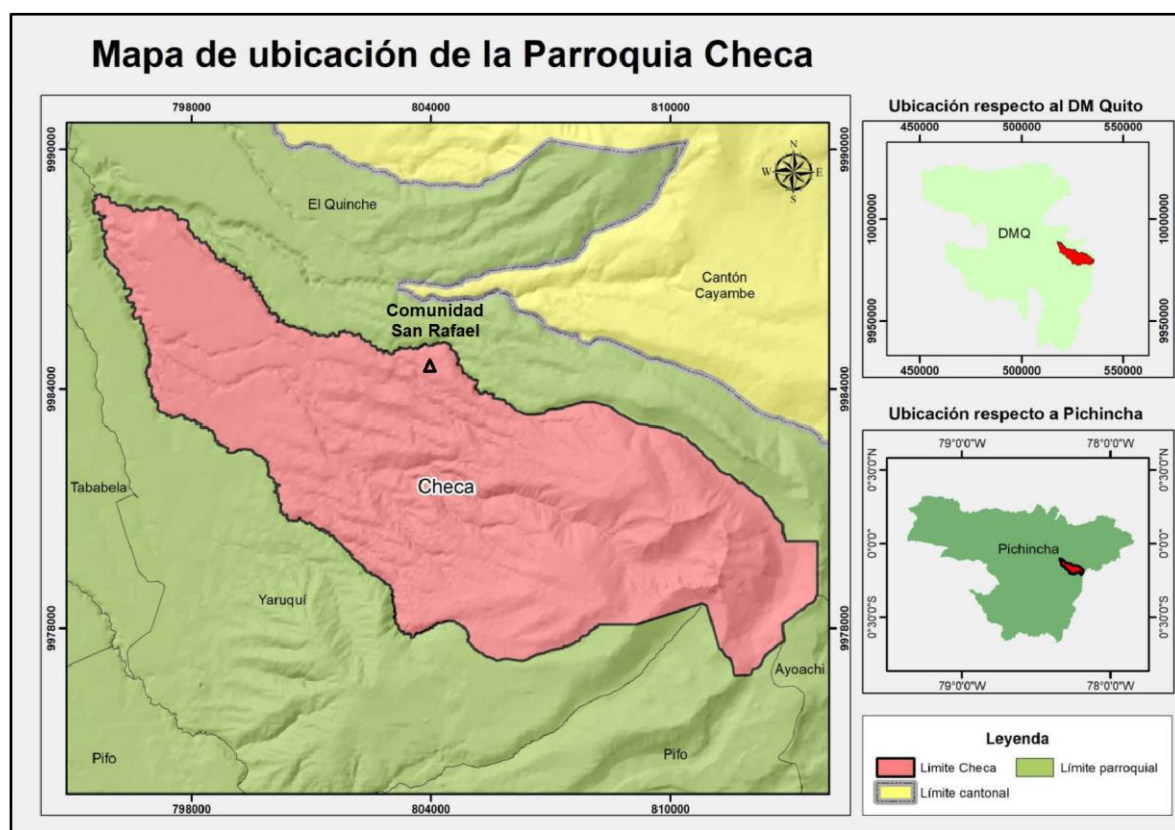 Mapa de ubicación de la Parroquia Checa
798000 804000 810000
9990000
9984000
9978000
9990000
9984000
9978000
N
W E
S
El Quinche
Cantón
Cayambe
Comunidad
San Rafael
Checa
Tababela
Yaruquí
Ayoachi
Pifo
Pifo
798000 804000 810000
Ubicación respecto al DM Quito
450000 500000 550000
10000000
9950000
10000000
9950000
DMQ
450000 500000 550000
Ubicación respecto a Pichincha
79°0'0"W 78°0'0"W
0°30'0"N
0°0'0"
0°30'0"S
0°30'0"N
0°0'0"
0°30'0"S
Pichincha
79°0'0"W 78°0'0"W
Leyenda
Limite Checa Límite parroquial
Límite cantonal